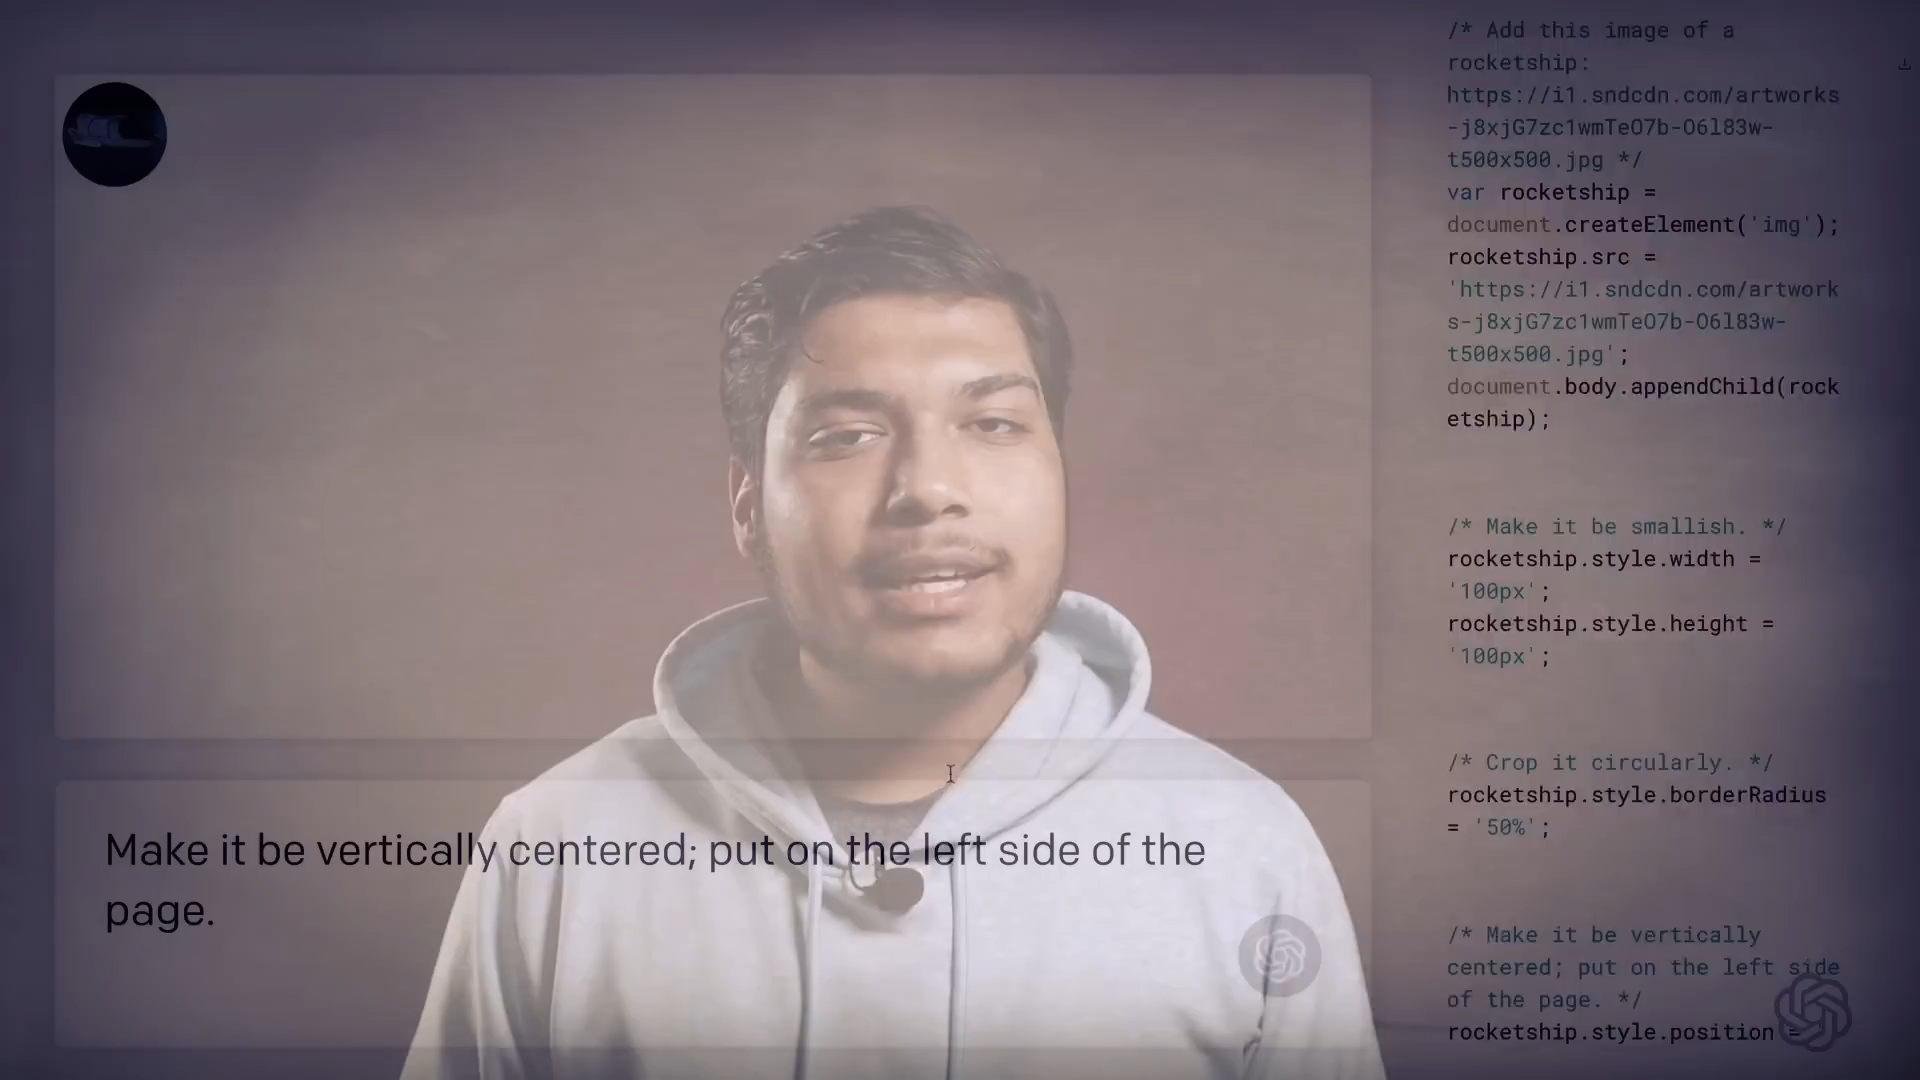 Make it be vertically centered; put on the left side of the
page.
/* Add this image of a
rocketship:
https://i1.sndcdn.com/artworks
-j8xjG7zc1wmTeO7b-O6l83w-
t500x500.jpg */
var rocketship =
document.createElement('img');
rocketship.src =
'https://i1.sndcdn.com/artwork
s-j8xjG7zc1wmTeO7b-O6l83w-
t500x500.jpg';
document.body.appendChild(rock
etship);
/* Make it be smallish. */
rocketship.style.width =
'100px';
rocketship.style.height =
'100px';
/* Crop it circularly. */
rocketship.style.borderRadius
= '50%';
/* Make it be vertically
centered; put on the left side
of the page. */
rocketship.style.position =